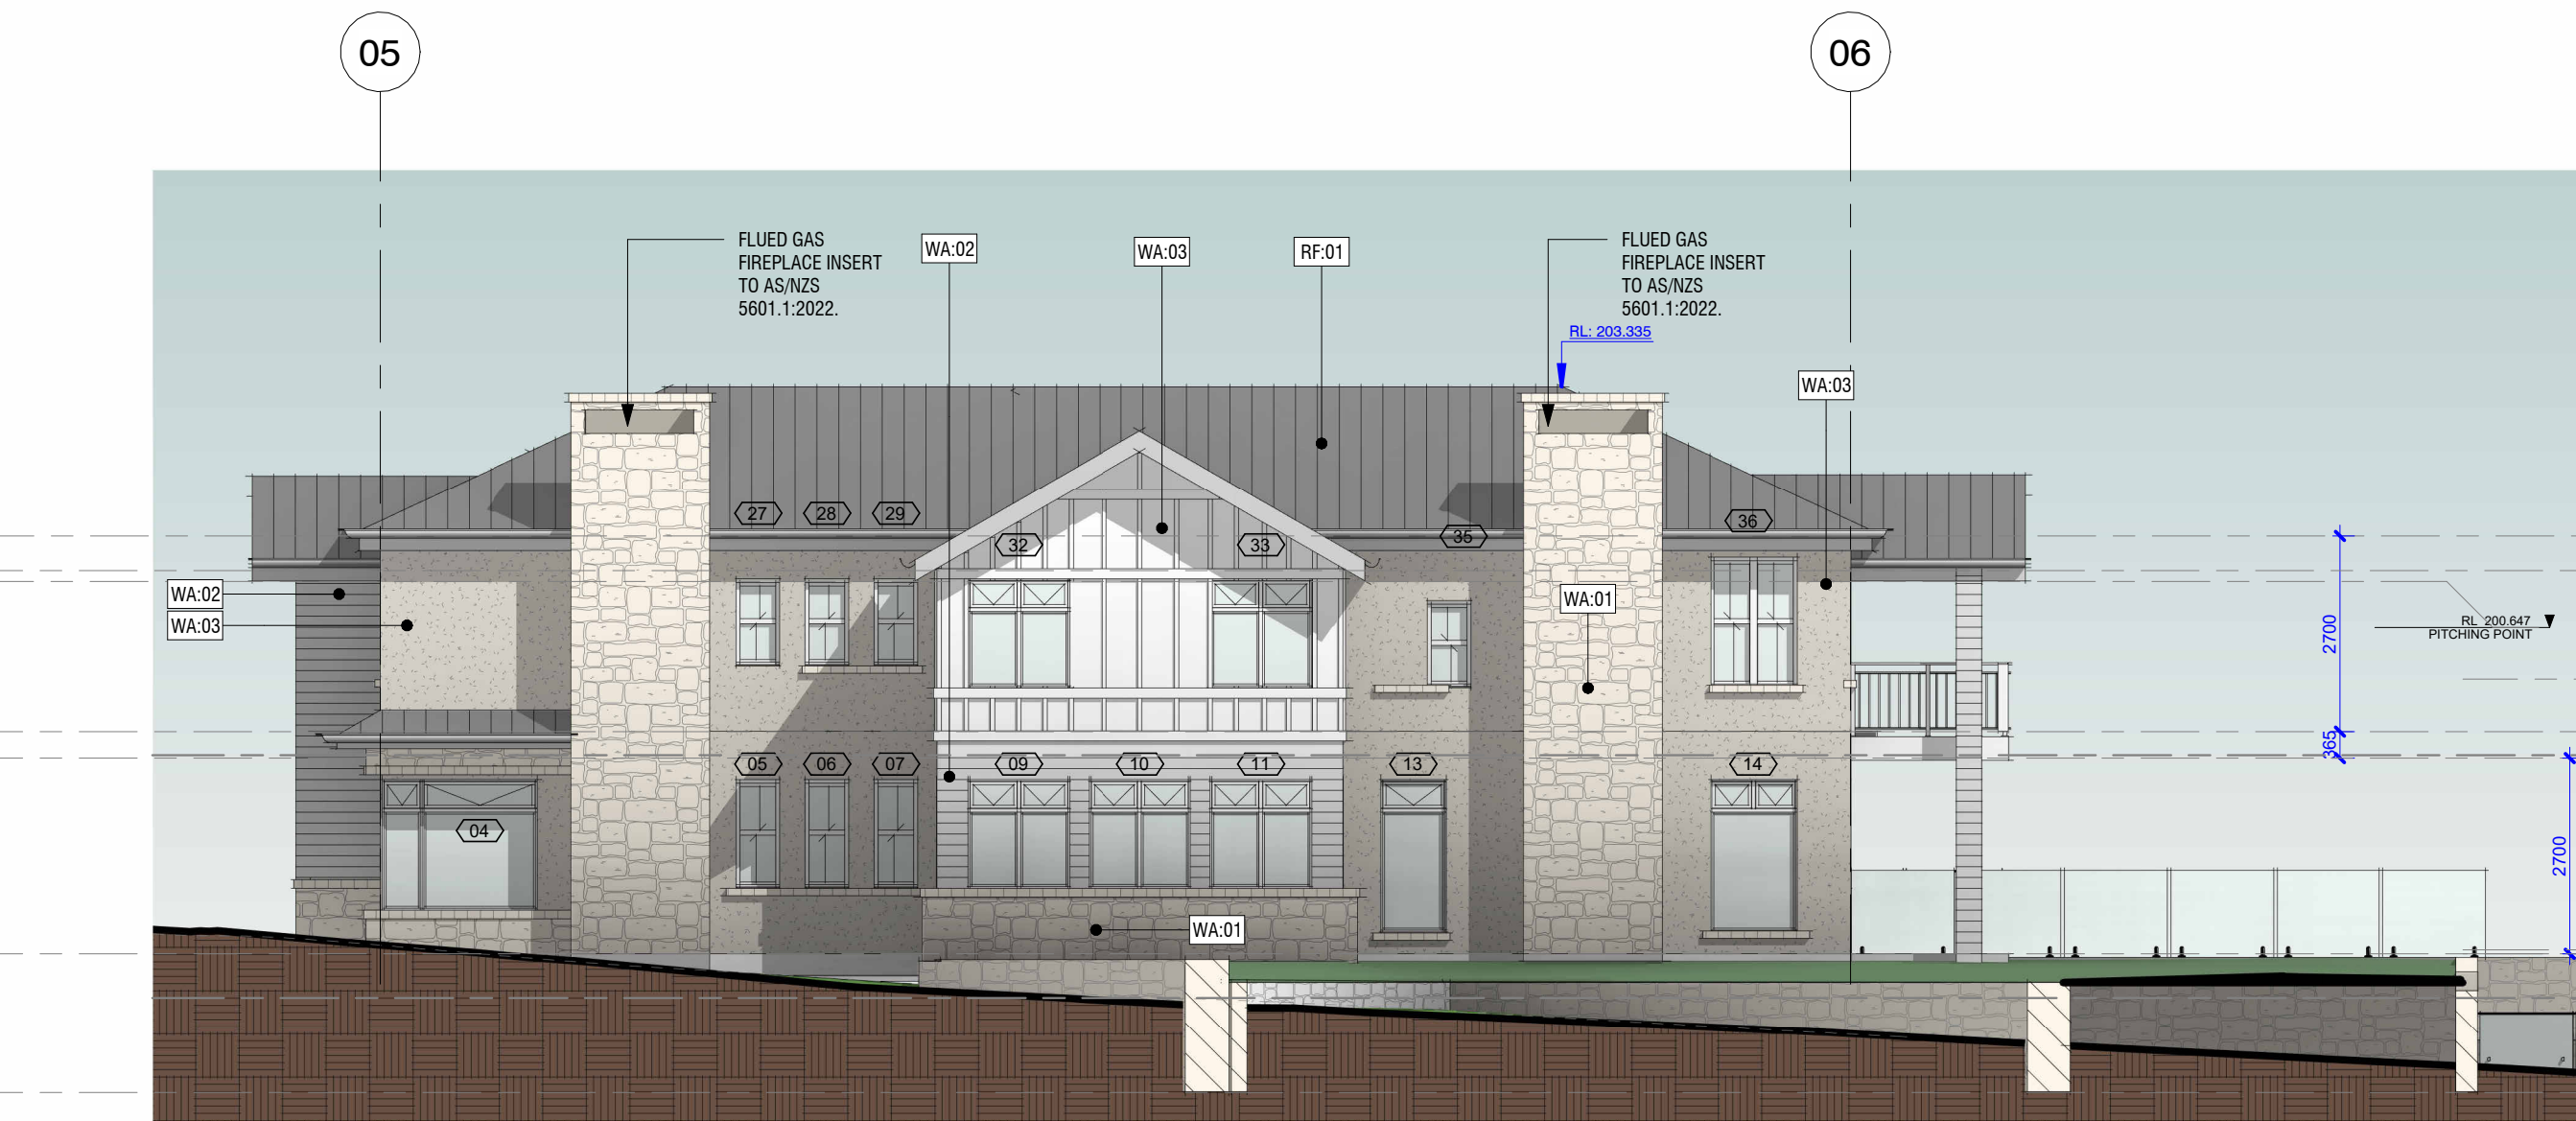 05
06
FLUED GAS
FIREPLACE INSERT
TO AS/NZS
5601.1:2022.
WA:02
WA:03
RF:01
FLUED GAS
FIREPLACE INSERT
TO AS/NZS
5601.1:2022.
RL: 203.335
WA:03
27
28
29
32
33
35
36
WA:02
WA:03
WA:01
2700
RL 200.647
PITCHING POINT
365
05
06
07
09
10
11
13
14
04
2700
WA:01